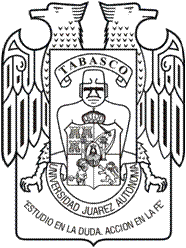 TABASCO
UNIVERSIDAD JUAREZ AUTONOMA
"ESTUDIO EN LA DUDA. ACCION EN LA FE"